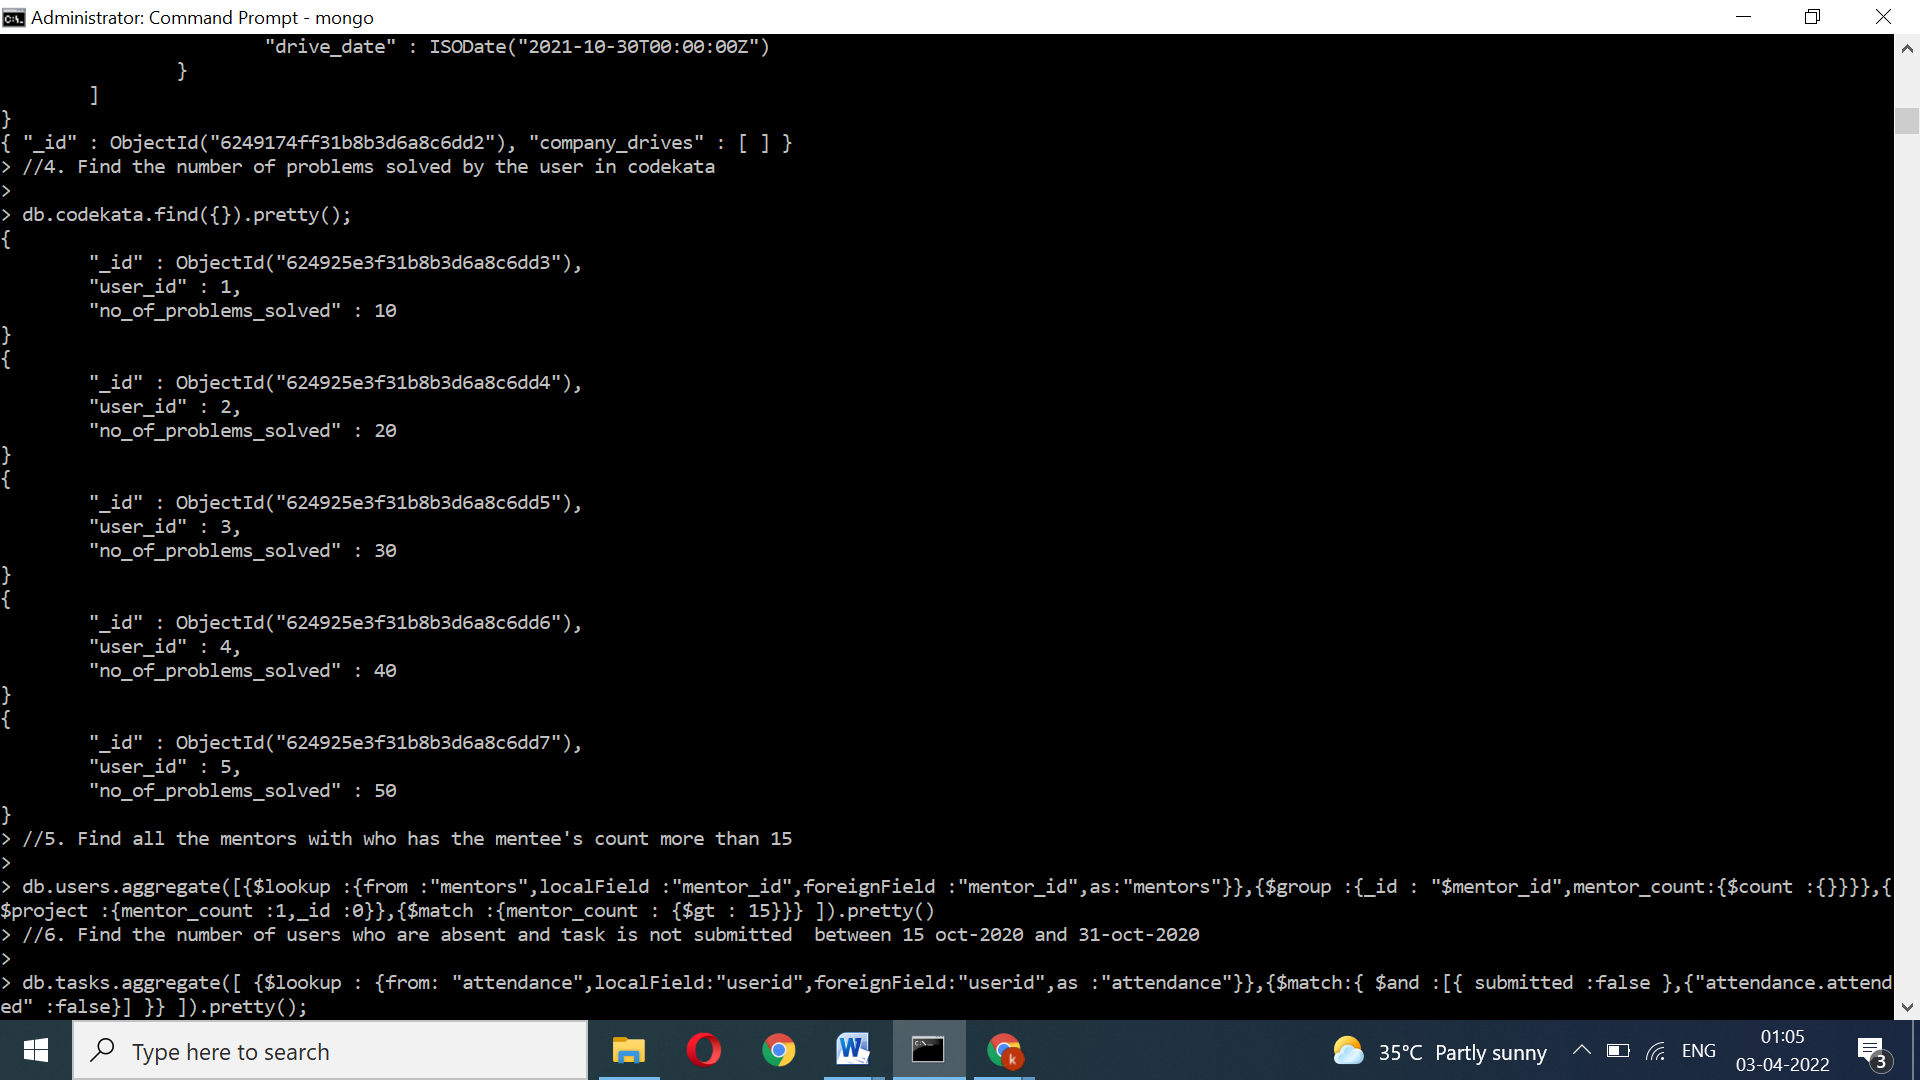 Administrator: Command Prompt - mongo
"drive_date" : ISODate("2021-10-30T00:00:00Z")
}
]
}
{ "_id" : ObjectId("6249174ff31b8b3d6a8c6dd2"), "company_drives" : [ ] }
> //4. Find the number of problems solved by the user in codekata
>
> db.codekata.find({}).pretty();
{
"_id" : ObjectId("624925e3f31b8b3d6a8c6dd3"),
"user_id" : 1,
"no_of_problems_solved" : 10
}
{
"_id" : ObjectId("624925e3f31b8b3d6a8c6dd4"),
"user_id" : 2,
"no_of_problems_solved" : 20
}
{
"_id" : ObjectId("624925e3f31b8b3d6a8c6dd5"),
"user_id" : 3,
"no_of_problems_solved" : 30
}
{
"_id" : ObjectId("624925e3f31b8b3d6a8c6dd6"),
"user_id" : 4,
"no_of_problems_solved" : 40
}
{
"_id" : ObjectId("624925e3f31b8b3d6a8c6dd7"),
"user_id" : 5,
"no_of_problems_solved" : 50
}
> //5. Find all the mentors with who has the mentee's count more than 15
>
> db.users.aggregate([{$lookup :{from :"mentors",localField :"mentor_id",foreignField :"mentor_id",as:"mentors"}},{$group :{_id : "$mentor_id",mentor_count:{$count :{}}}},{
$project :{mentor_count :1,_id :0}},{$match :{mentor_count : {$gt : 15}}} ]).pretty()
> //6. Find the number of users who are absent and task is not submitted  between 15 oct-2020 and 31-oct-2020
>
> db.tasks.aggregate([ {$lookup : {from: "attendance",localField:"userid",foreignField:"userid",as :"attendance"}},{$match:{ $and :[{ submitted :false },{"attendance.attend
ed" :false}] }} ]).pretty();
Type here to search
35°C Partly sunny
ENG
01:05
03-04-2022
3